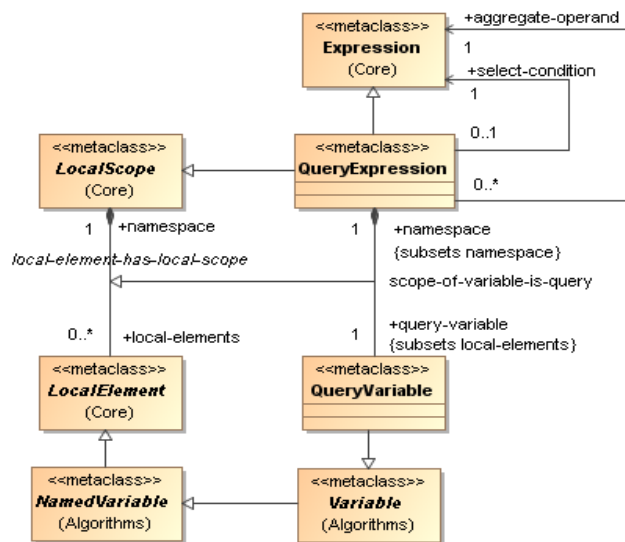 <<metaclass>>
Expression
(Core)
+aggregate-operand
1
+select-condition
1
0..1
0..*
<<metaclass>>
LocalScope
(Core)
<<metaclass>>
QueryExpression
1
+namespace
1
+namespace
{subsets namespace}
local-element-has-local-scope
scope-of-variable-is-query
0..*
+local-elements
1
+query-variable
{subsets local-elements}
<<metaclass>>
LocalElement
(Core)
<<metaclass>>
QueryVariable
<<metaclass>>
NamedVariable
(Algorithms)
<<metaclass>>
Variable
(Algorithms)